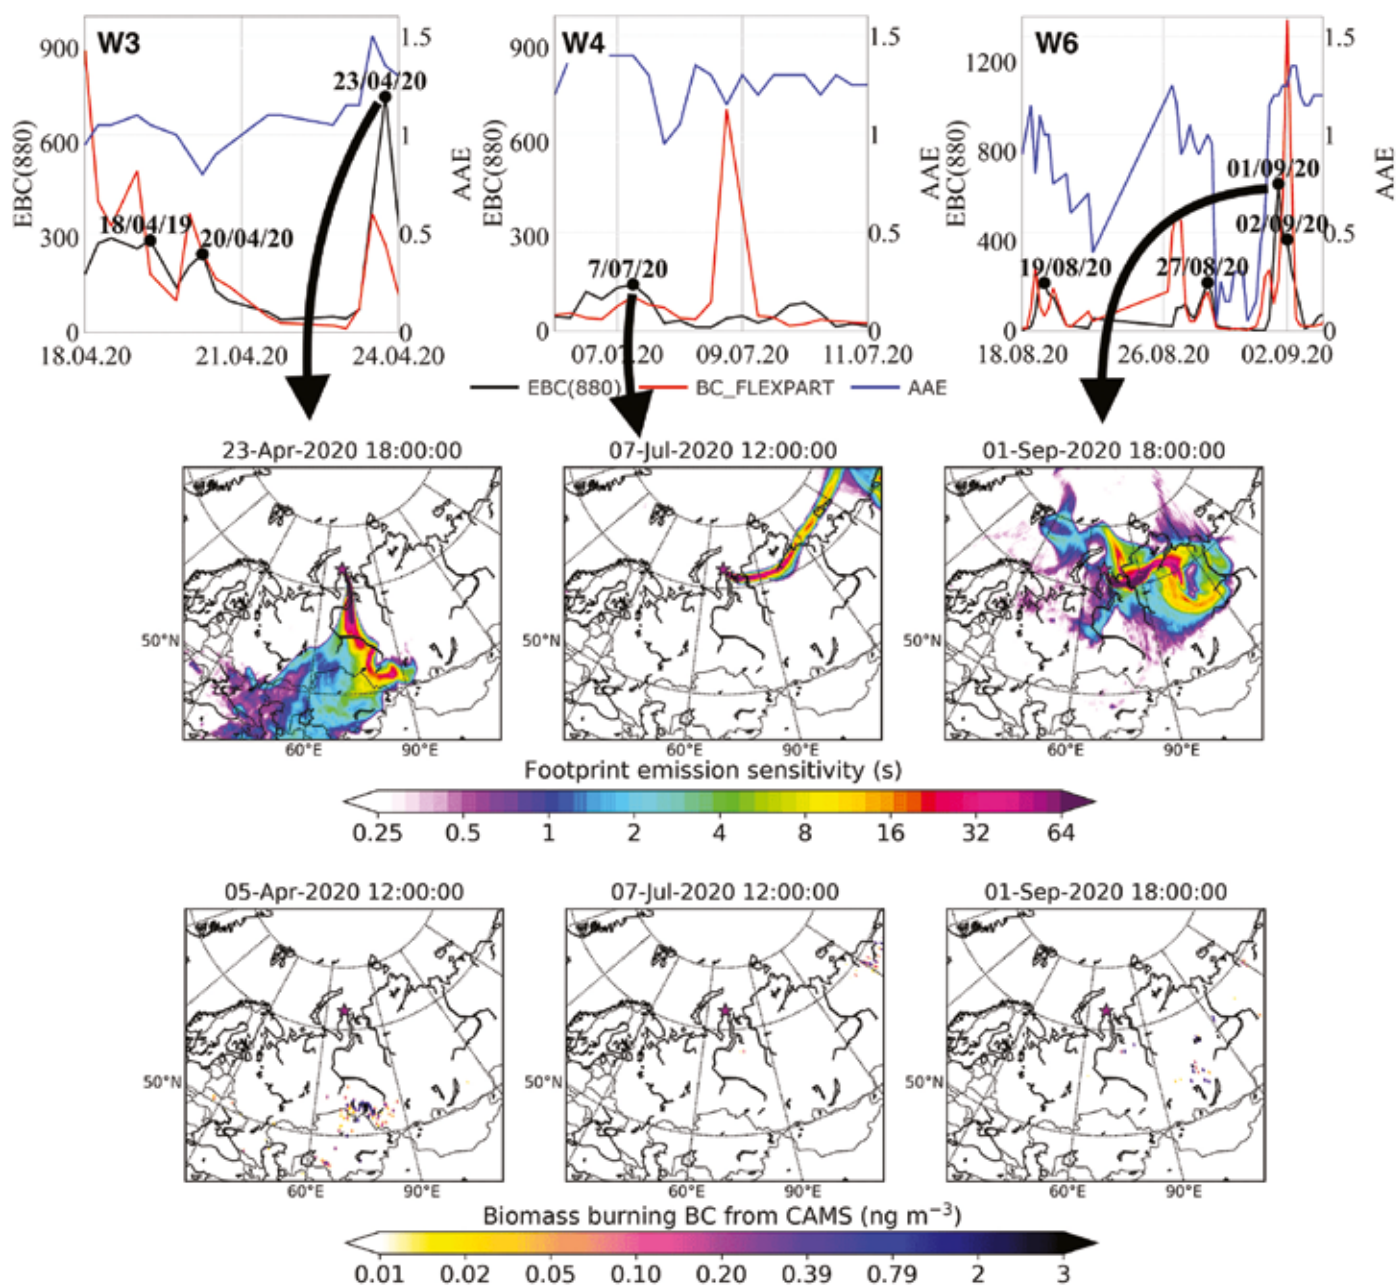 W3
W4
W6
900
600
300
0
EBC(880)
1.5
1
0.5
0
AAE
18/04/19
20/04/20
23/04/20
18.04.20
21.04.20
24.04.20
900
600
300
0
EBC(880)
1.5
1
0.5
0
AAE
7/07/20
07.07.20
09.07.20
11.07.20
1200
800
400
0
EBC(880)
1.5
1
0.5
0
AAE
19/08/20
27/08/20
01/09/20
02/09/20
18.08.20
26.08.20
02.09.20
EBC(880) BC_FLEXPART AAE
23-Apr-2020 18:00:00 07-Jul-2020 12:00:00 01-Sep-2020 18:00:00
50°N 50°N 50°N
60°E 90°E 60°E 90°E 60°E 90°E
Footprint emission sensitivity (s)
0.25 0.5 1 2 4 8 16 32 64
05-Apr-2020 12:00:00 07-Jul-2020 12:00:00 01-Sep-2020 18:00:00
50°N 50°N 50°N
60°E 90°E 60°E 90°E 60°E 90°E
Biomass burning BC from CAMS (ng m⁻³)
0.01 0.02 0.05 0.10 0.20 0.39 0.79 2 3